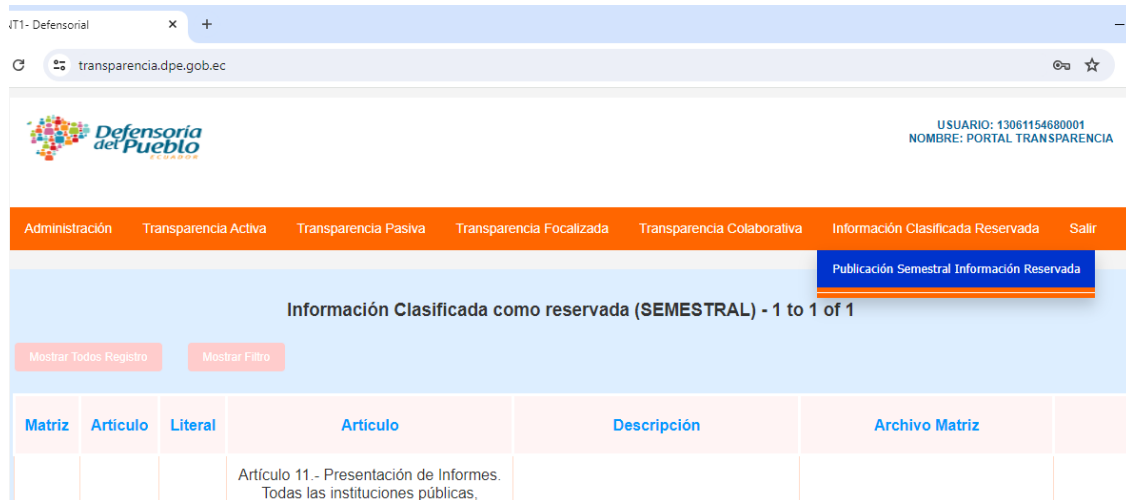 NT1- Defensorial
transparencia.dpe.gob.ec
Defensoría
del Pueblo
ECUADOR
USUARIO: 13061154680001
NOMBRE: PORTAL TRANSPARENCIA
Administración Transparencia Activa Transparencia Pasiva Transparencia Focalizada Transparencia Colaborativa Información Clasificada Reservada Salir
Publicación Semestral Información Reservada
Información Clasificada como reservada (SEMESTRAL) - 1 to 1 of 1
Mostrar Todos Registro Mostrar Filtro
Matriz Artículo Literal Artículo Descripción Archivo Matriz
Artículo 11.- Presentación de Informes.
Todas las instituciones públicas,